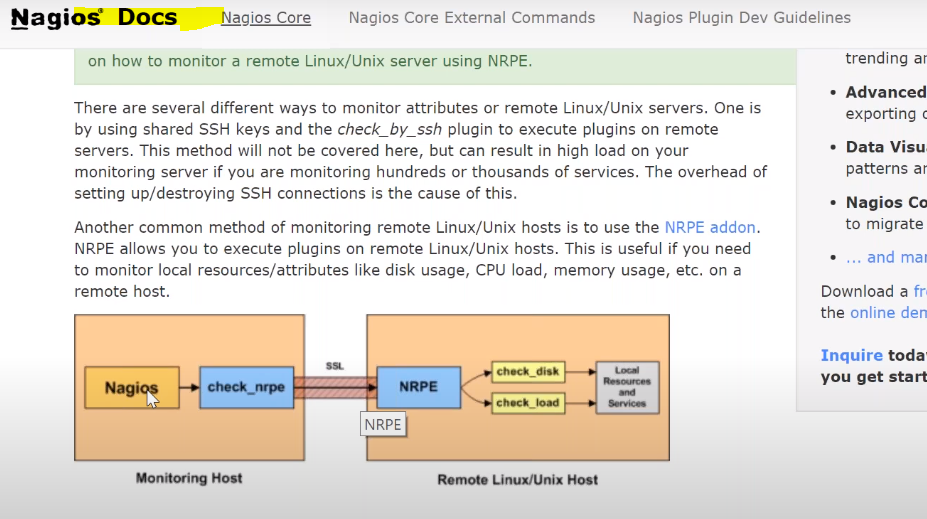 Nagios® Docs
Nagios Core
Nagios Core External Commands
Nagios Plugin Dev Guidelines
on how to monitor a remote Linux/Unix server using NRPE.
There are several different ways to monitor attributes or remote Linux/Unix servers. One is
by using shared SSH keys and the check_by_ssh plugin to execute plugins on remote
servers. This method will not be covered here, but can result in high load on your
monitoring server if you are monitoring hundreds or thousands of services. The overhead of
setting up/destroying SSH connections is the cause of this.
Another common method of monitoring remote Linux/Unix hosts is to use the NRPE addon.
NRPE allows you to execute plugins on remote Linux/Unix hosts. This is useful if you need
to monitor local resources/attributes like disk usage, CPU load, memory usage, etc. on a
remote host.
Nagios
check_nrpe
SSL
NRPE
NRPE
check_disk
check_load
Local
Resources
and
Services
Monitoring Host
Remote Linux/Unix Host
trending
• Advanced
exporting
• Data
patterns
• Nagios
to migrate
• ... and
Download a
the online
Inquire
you get